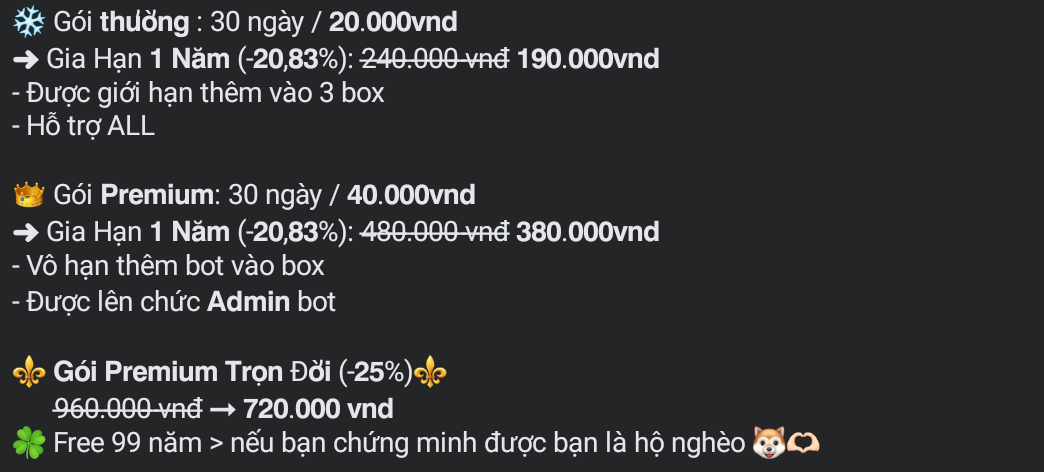 ❄️ Gói thường : 30 ngày / 20.000vnd
➜ Gia Hạn 1 Năm (-20,83%): 240.000 vnđ 190.000vnd
- Được giới hạn thêm vào 3 box
- Hỗ trợ ALL
👑 Gói Premium: 30 ngày / 40.000vnd
➜ Gia Hạn 1 Năm (-20,83%): 480.000 vnđ 380.000vnd
- Vô hạn thêm bot vào box
- Được lên chức Admin bot
⚜️ Gói Premium Trọn Đời (-25%)⚜️
960.000 vnđ → 720.000 vnd
🍀 Free 99 năm > nếu bạn chứng minh được bạn là hộ nghèo 🐶🫶🏻